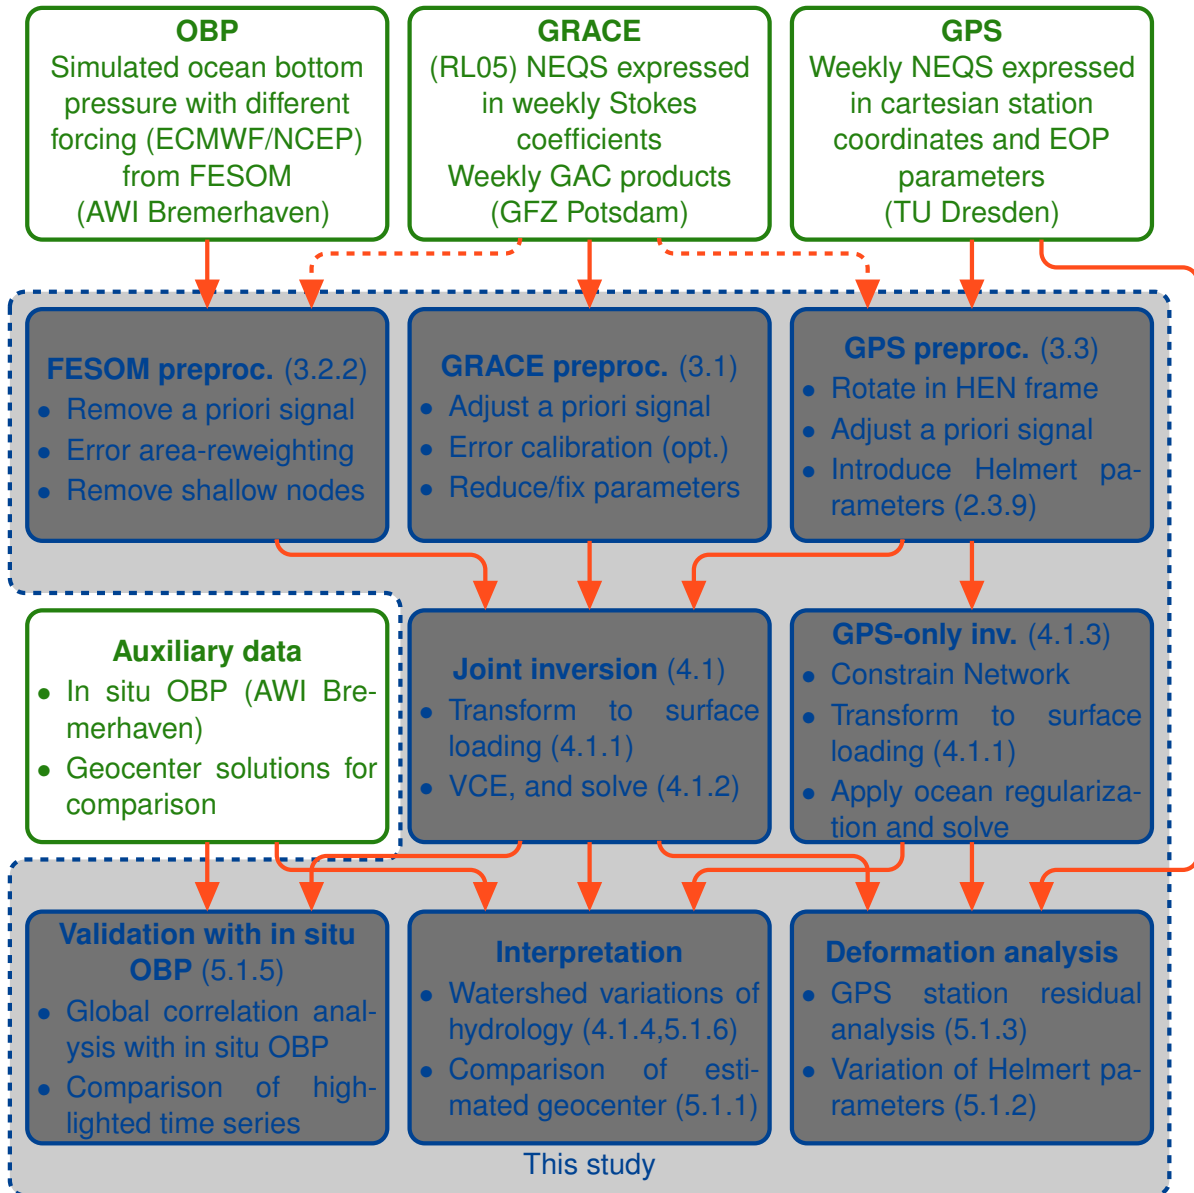 OBP
Simulated ocean bottom
pressure with different
forcing (ECMWF/NCEP)
from FESOM
(AWI Bremerhaven)
GRACE
(RL05) NEQS expressed
in weekly Stokes
coefficients
Weekly GAC products
(GFZ Potsdam)
GPS
Weekly NEQS expressed
in cartesian station
coordinates and EOP
parameters
(TU Dresden)
FESOM preproc. (3.2.2)
• Remove a priori signal
• Error area-reweighting
• Remove shallow nodes
GRACE preproc. (3.1)
• Adjust a priori signal
• Error calibration (opt.)
• Reduce/fix parameters
GPS preproc. (3.3)
• Rotate in HEN frame
• Adjust a priori signal
• Introduce Helmert pa-
rameters (2.3.9)
Auxiliary data
• In situ OBP (AWI Bre-
merhaven)
• Geocenter solutions for
comparison
Joint inversion (4.1)
• Transform to surface
loading (4.1.1)
• VCE, and solve (4.1.2)
GPS-only inv. (4.1.3)
• Constrain Network
• Transform to surface
loading (4.1.1)
• Apply ocean regulariza-
tion and solve
Validation with in situ
OBP (5.1.5)
• Global correlation anal-
ysis with in situ OBP
• Comparison of high-
lighted time series
Interpretation
• Watershed variations of
hydrology (4.1.4,5.1.6)
• Comparison of esti-
mated geocenter (5.1.1)
Deformation analysis
• GPS station residual
analysis (5.1.3)
• Variation of Helmert pa-
rameters (5.1.2)
This study